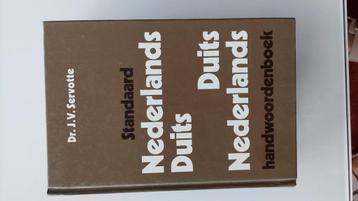 Dr. J.V. Servotte
Standaard
Nederlands
Duits
Duits
Nederlands
handwoordenboek